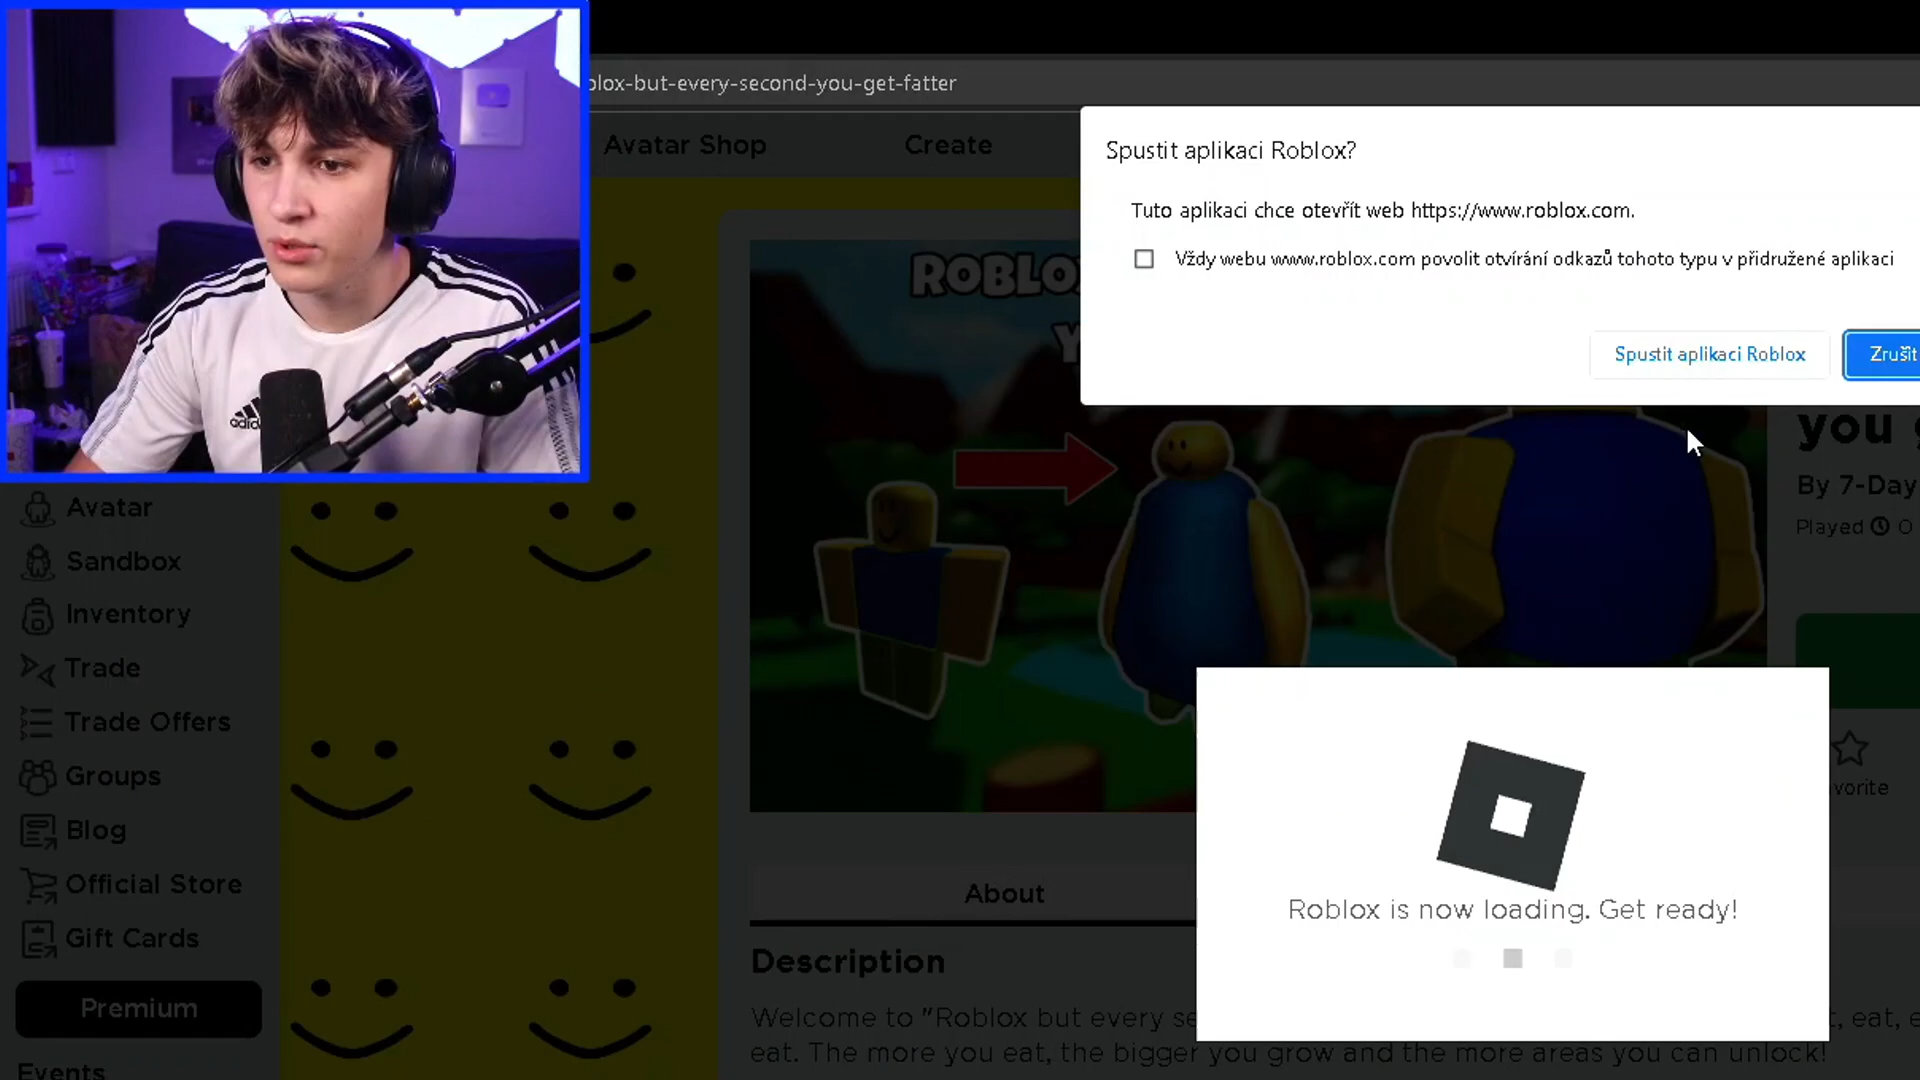 blox-but-every-second-you-get-fatter
Avatar Shop
Create
Spustit aplikaci Roblox?
Tuto aplikaci chce otevřít web https://www.roblox.com.
Vždy webu www.roblox.com povolit otvírání odkazů tohoto typu v přidružené aplikaci
Spustit aplikaci Roblox
Zrušit
adidas
ROBLOX
Y
you
By 7-Day
Played
Avatar
Sandbox
Inventory
Trade
Trade Offers
Groups
Blog
Official Store
Gift Cards
Premium
Events
vorite
Roblox is now loading. Get ready!
About
Description
Welcome to "Roblox but every se
t, eat, e
eat. The more you eat, the bigger you grow and the more areas you can unlock!